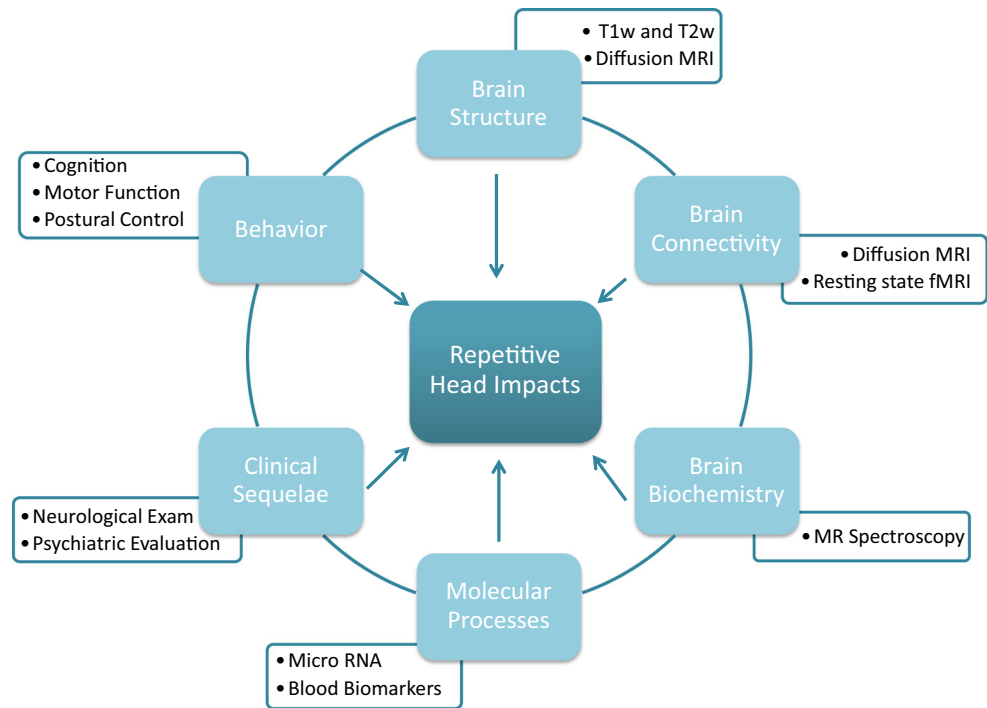 • T1w and T2w
• Diffusion MRI
Brain
Structure
• Cognition
• Motor Function
• Postural Control
Behavior
Brain
Connectivity
• Diffusion MRI
• Resting state fMRI
Repetitive
Head Impacts
Clinical
Sequelae
• Neurological Exam
• Psychiatric Evaluation
Brain
Biochemistry
• MR Spectroscopy
Molecular
Processes
• Micro RNA
• Blood Biomarkers